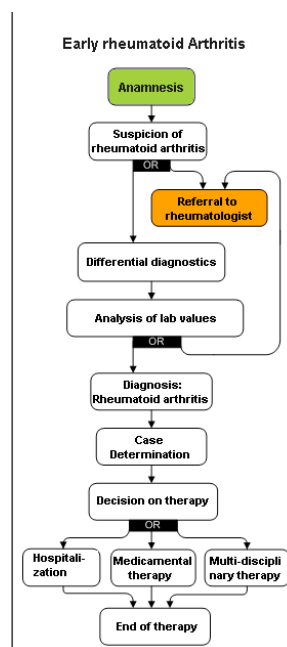 Early rheumatoid Arthritis
Anamnesis
Suspicion of
rheumatoid arthritis
OR
Referral to
rheumatologist
Differential diagnostics
Analysis of lab values
OR
Diagnosis:
Rheumatoid arthritis
Case
Determination
Decision on therapy
OR
Hospitali-
zation
Medicamental
therapy
Multi-discipli
nary therapy
End of therapy